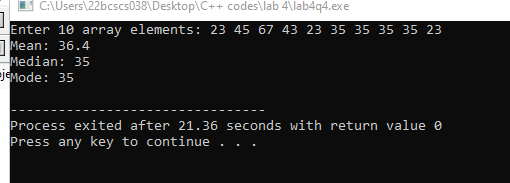 C:\Users\22bcscs038\Desktop\C++ codes\lab 4\lab4q4.exe
Enter 10 array elements: 23 45 67 43 23 35 35 35 35 23
Mean: 36.4
Median: 35
Mode: 35
--------------------------------
Process exited after 21.36 seconds with return value 0
Press any key to continue . . .
oje